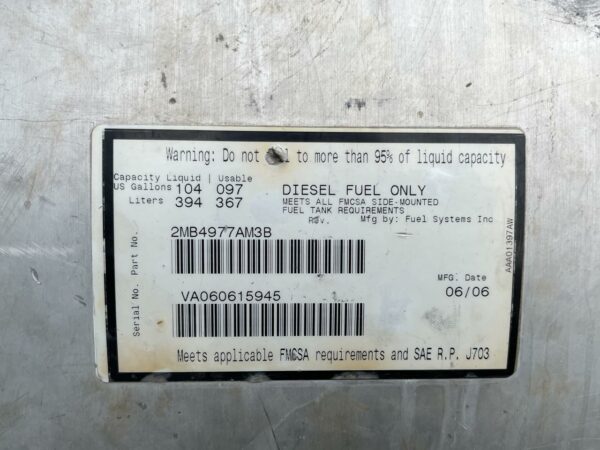 Warning: Do not to more than 95% of liquid capacity
Capacity Liquid | Usable
US Gallons 104 097
Liters 394 367
DIESEL FUEL ONLY
MEETS ALL FMCSA SIDE-MOUNTED
FUEL TANK REQUIREMENTS
Mfg by: Fuel Systems Inc
Part No.
2MB4977AM3B
Serial No.
VA060615945
MFG. Date
06/06
AAA01397AW
Meets applicable FMCSA requirements and SAE R.P. J703